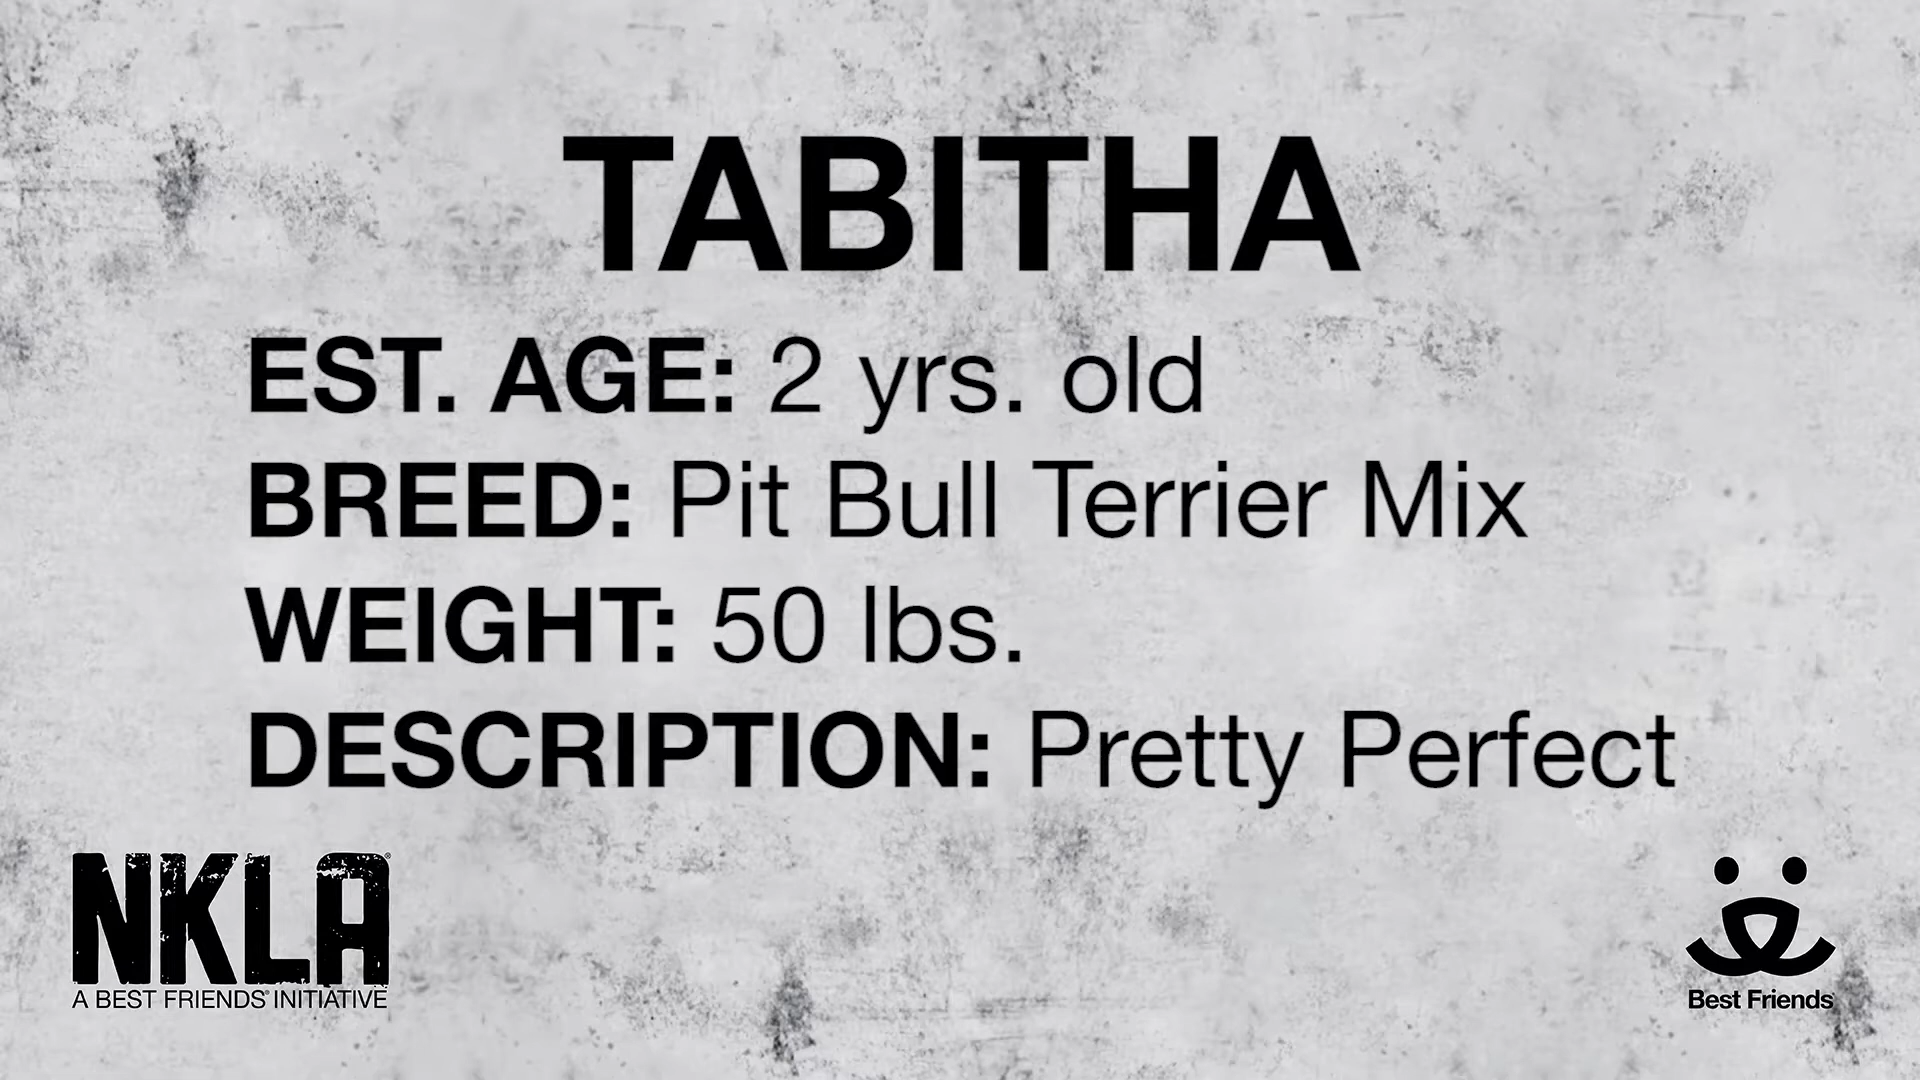 TABITHA
EST. AGE: 2 yrs. old
BREED: Pit Bull Terrier Mix
WEIGHT: 50 lbs.
DESCRIPTION: Pretty Perfect
NKLA®
A BEST FRIENDS® INITIATIVE
Best Friends